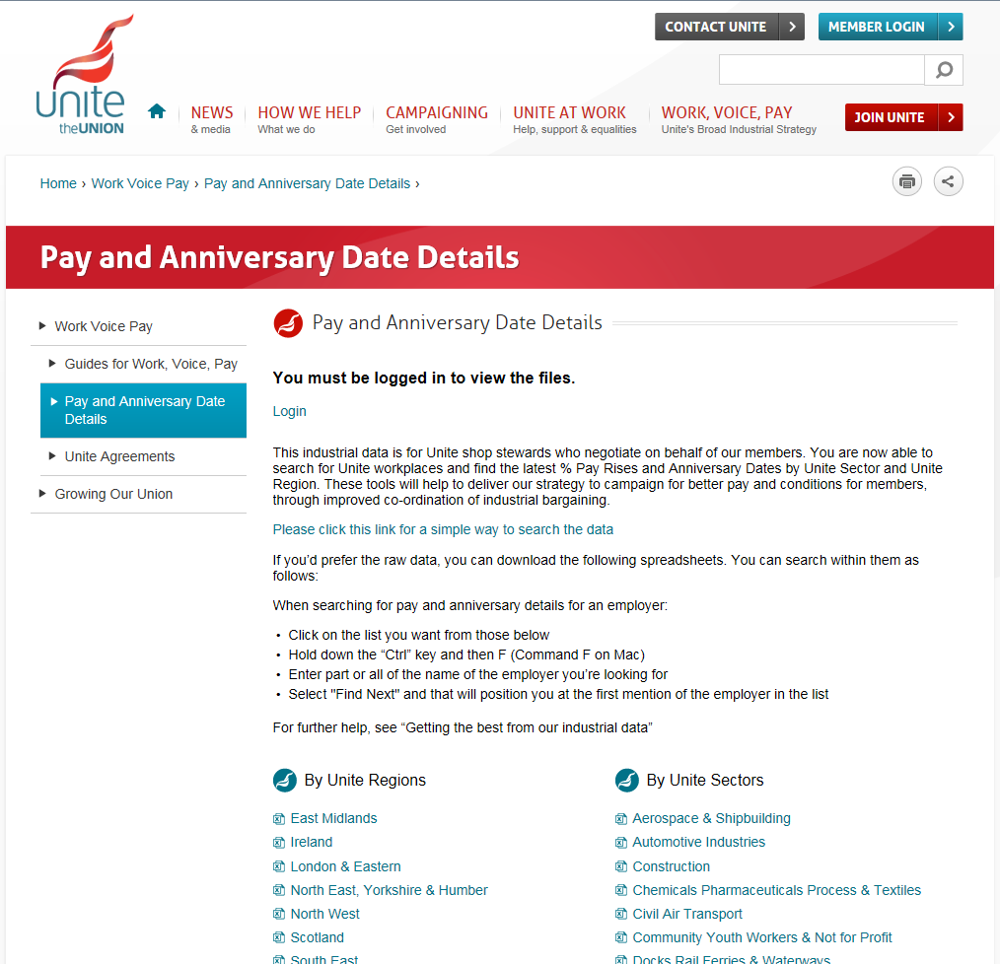 CONTACT UNITE
MEMBER LOGIN
unite
theUNION
NEWS
& media
HOW WE HELP
What we do
CAMPAIGNING
Get involved
UNITE AT WORK
Help, support & equalities
WORK, VOICE, PAY
Unite's Broad Industrial Strategy
JOIN UNITE
Home › Work Voice Pay › Pay and Anniversary Date Details ›
Pay and Anniversary Date Details
Work Voice Pay
Guides for Work, Voice, Pay
Pay and Anniversary Date
Details
Unite Agreements
Growing Our Union
Pay and Anniversary Date Details
You must be logged in to view the files.
Login
This industrial data is for Unite shop stewards who negotiate on behalf of our members. You are now able to
search for Unite workplaces and find the latest % Pay Rises and Anniversary Dates by Unite Sector and Unite
Region. These tools will help to deliver our strategy to campaign for better pay and conditions for members,
through improved co-ordination of industrial bargaining.
Please click this link for a simple way to search the data
If you’d prefer the raw data, you can download the following spreadsheets. You can search within them as
follows:
When searching for pay and anniversary details for an employer:
• Click on the list you want from those below
• Hold down the “Ctrl” key and then F (Command F on Mac)
• Enter part or all of the name of the employer you’re looking for
• Select "Find Next" and that will position you at the first mention of the employer in the list
For further help, see “Getting the best from our industrial data”
By Unite Regions
East Midlands
Ireland
London & Eastern
North East, Yorkshire & Humber
North West
Scotland
South East
By Unite Sectors
Aerospace & Shipbuilding
Automotive Industries
Construction
Chemicals Pharmaceuticals Process & Textiles
Civil Air Transport
Community Youth Workers & Not for Profit
Docks Rail Ferries & Waterways